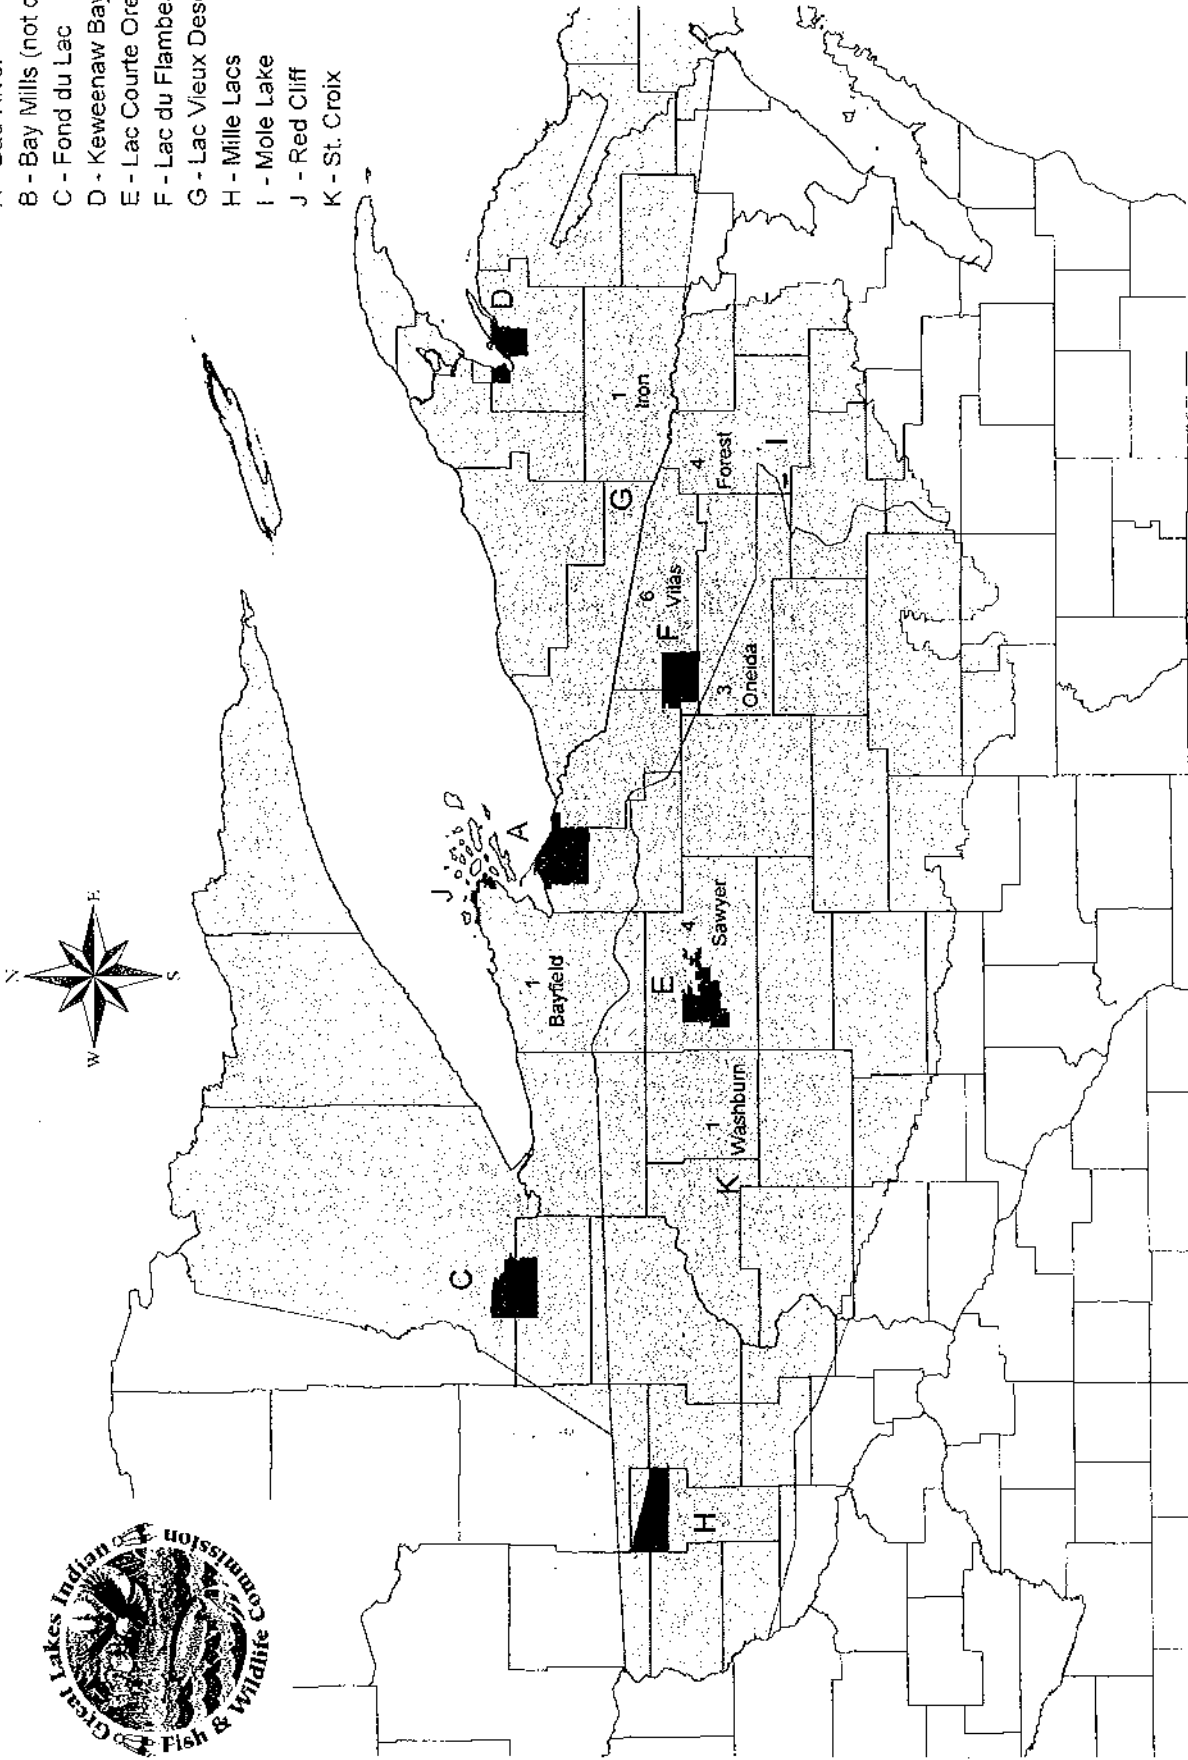 Great Lakes Indian
Fish & Wildlife Commission
N
W
E
S
B - Bay Mills (not
C - Fond du Lac
D - Keweenaw Bay
E - Lac Courte Ore
F - Lac du Flambe
G - Lac Vieux Des
H - Mille Lacs
I - Mole Lake
J - Red Cliff
K - St. Croix
J
A
C
D
1
Bayfield
1
Iron
G
E
4
Sawyer
F
6
Vilas
4
Forest
I
3
Oneida
1
Washburn
K
H